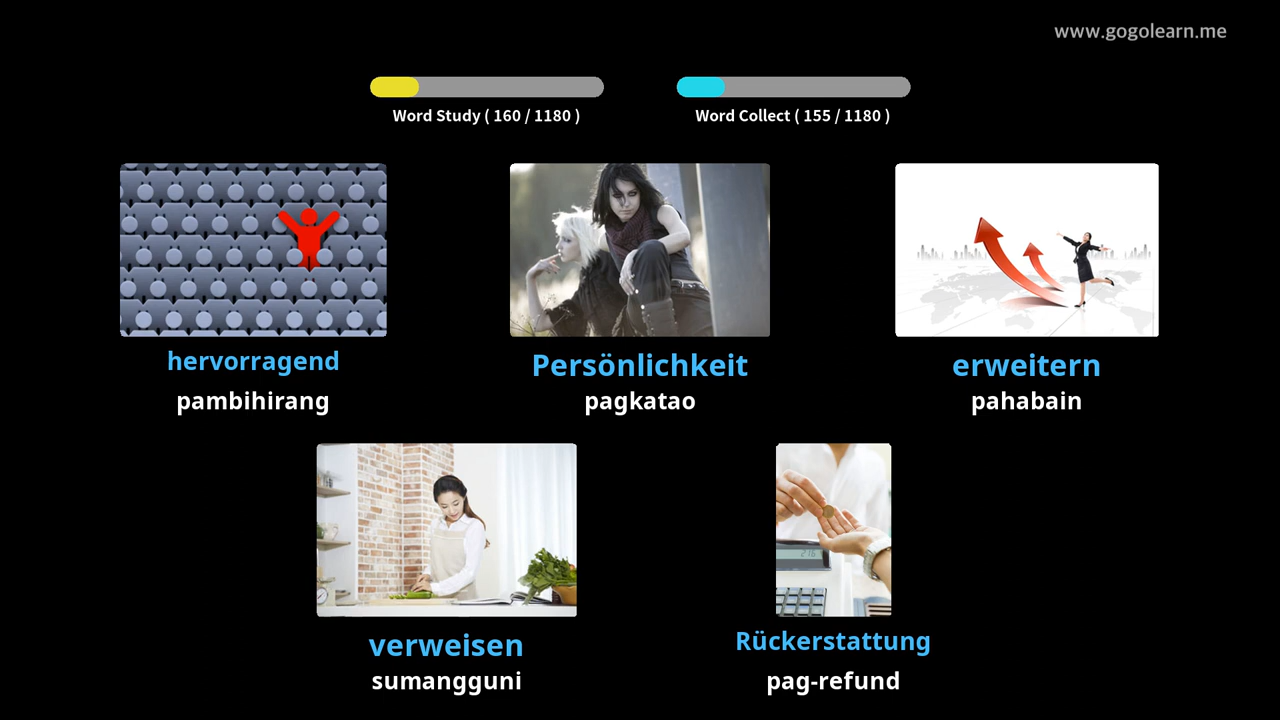 www.gogolearn.me
Word Study ( 160 / 1180 )
Word Collect ( 155 / 1180 )
hervorragend
pambihirang
Persönlichkeit
pagkatao
erweitern
pahabain
verweisen
sumangguni
Rückerstattung
pag-refund